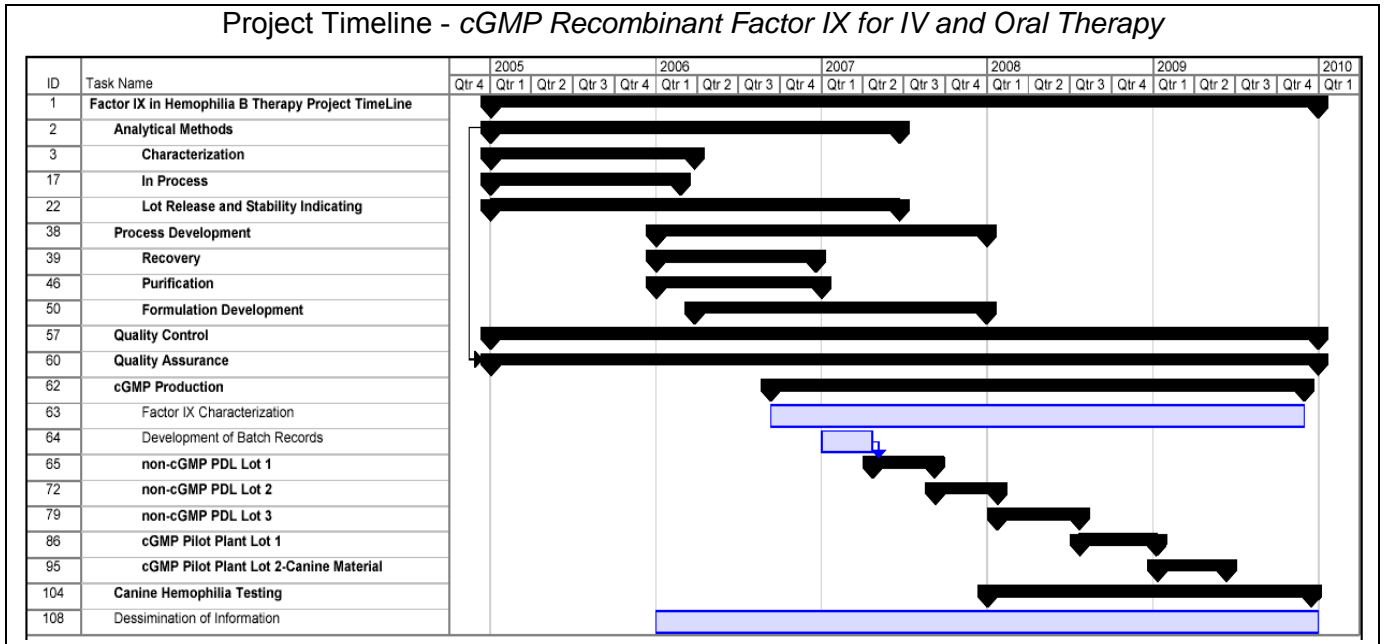 Project Timeline - cGMP Recombinant Factor IX for IV and Oral Therapy
2005 2006 2007 2008 2009 2010
ID Task Name Qtr 4 Qtr 1 Qtr 2 Qtr 3 Qtr 4 Qtr 1 Qtr 2 Qtr 3 Qtr 4 Qtr 1 Qtr 2 Qtr 3 Qtr 4 Qtr 1 Qtr 2 Qtr 3 Qtr 4 Qtr 1 Qtr 2 Qtr 3 Qtr 4 Qtr 1
1 Factor IX in Hemophilia B Therapy Project TimeLine
2 Analytical Methods
3 Characterization
17 In Process
22 Lot Release and Stability Indicating
38 Process Development
39 Recovery
46 Purification
50 Formulation Development
57 Quality Control
60 Quality Assurance
62 cGMP Production
63 Factor IX Characterization
64 Development of Batch Records
65 non-cGMP PDL Lot 1
72 non-cGMP PDL Lot 2
79 non-cGMP PDL Lot 3
86 cGMP Pilot Plant Lot 1
95 cGMP Pilot Plant Lot 2-Canine Material
104 Canine Hemophilia Testing
108 Dessimination of Information